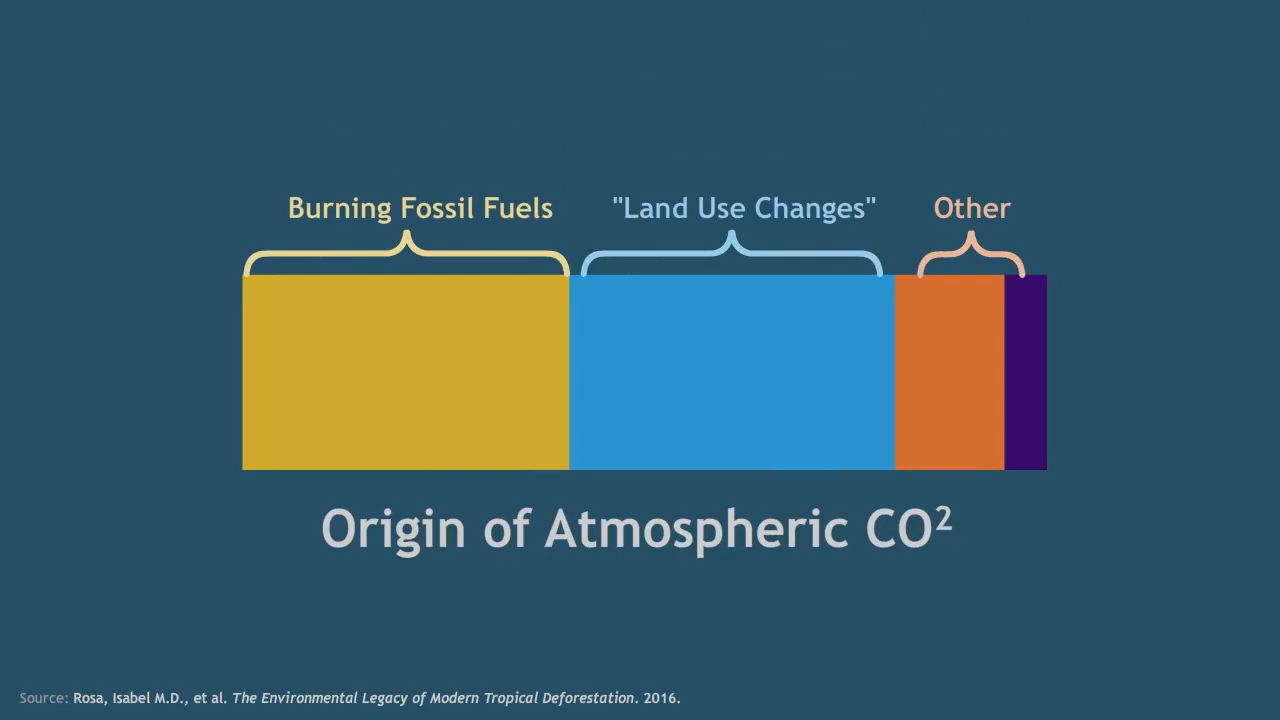 Burning Fossil Fuels "Land Use Changes" Other
Origin of Atmospheric CO²
Source: Rosa, Isabel M.D., et al. The Environmental Legacy of Modern Tropical Deforestation. 2016.